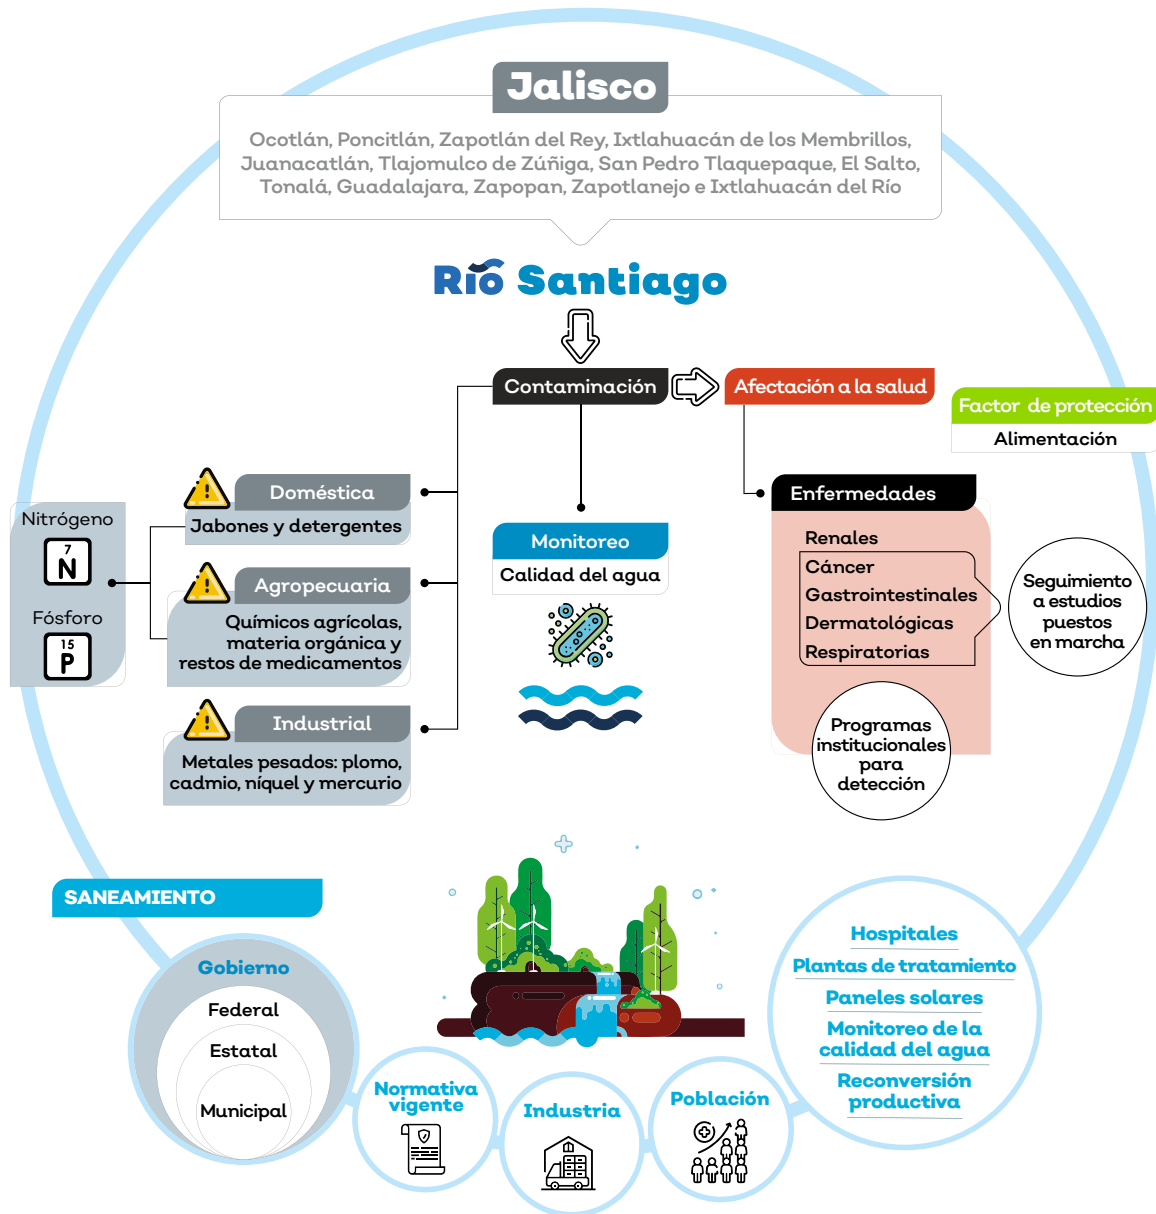 Jalisco
Ocotlán, Poncitlán, Zapotlán del Rey, Ixtlahuacán de los Membrillos,
Juanacatlán, Tlajomulco de Zúñiga, San Pedro Tlaquepaque, El Salto,
Tonalá, Guadalajara, Zapopan, Zapotlanejo e Ixtlahuacán del Río
Río Santiago
Contaminación
Afectación a la salud
Factor de protección
Alimentación
Doméstica
Jabones y detergentes
Agropecuaria
Químicos agrícolas,
materia orgánica y
restos de medicamentos
Industrial
Metales pesados: plomo,
cadmio, níquel y mercurio
Nitrógeno
7
N
Fósforo
15
P
Monitoreo
Calidad del agua
Enfermedades
Renales
Cáncer
Gastrointestinales
Dermatológicas
Respiratorias
Seguimiento
a estudios
puestos
en marcha
Programas
institucionales
para
detección
SANEAMIENTO
Gobierno
Federal
Estatal
Municipal
Normativa
vigente
Industria
Población
Hospitales
Plantas de tratamiento
Paneles solares
Monitoreo de la
calidad del agua
Reconversión
productiva